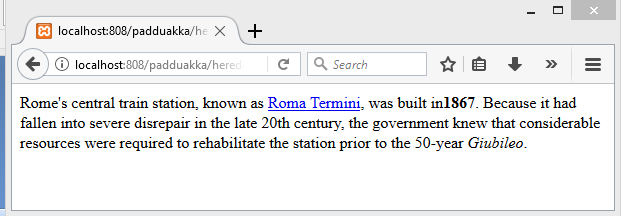 localhost:808/padduakka/here
localhost:808/padduakka/hered
Search
Rome's central train station, known as Roma Termini, was built in1867. Because it had
fallen into severe disrepair in the late 20th century, the government knew that considerable
resources were required to rehabilitate the station prior to the 50-year Giubileo.